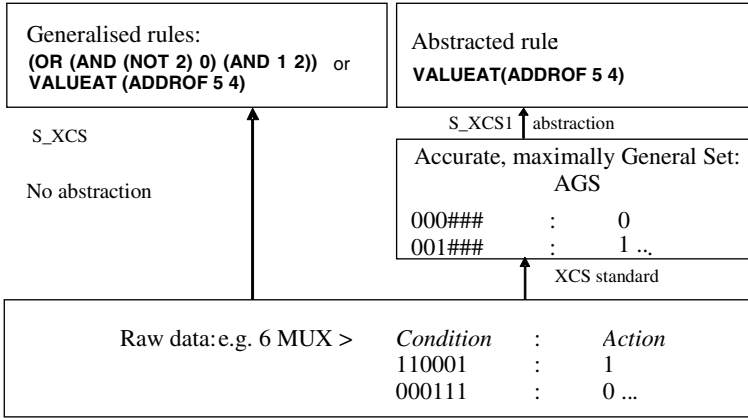 Generalised rules:
(OR (AND (NOT 2) 0) (AND 1 2)) or
VALUEAT (ADDROF 5 4)
Abstracted rule
VALUEAT(ADDROF 5 4)
S_XCS
No abstraction
S_XCS1 abstraction
Accurate, maximally General Set:
AGS
000### : 0
001### : 1 ..
XCS standard
Raw data: e.g. 6 MUX > Condition : Action
110001 : 1
000111 : 0 ...